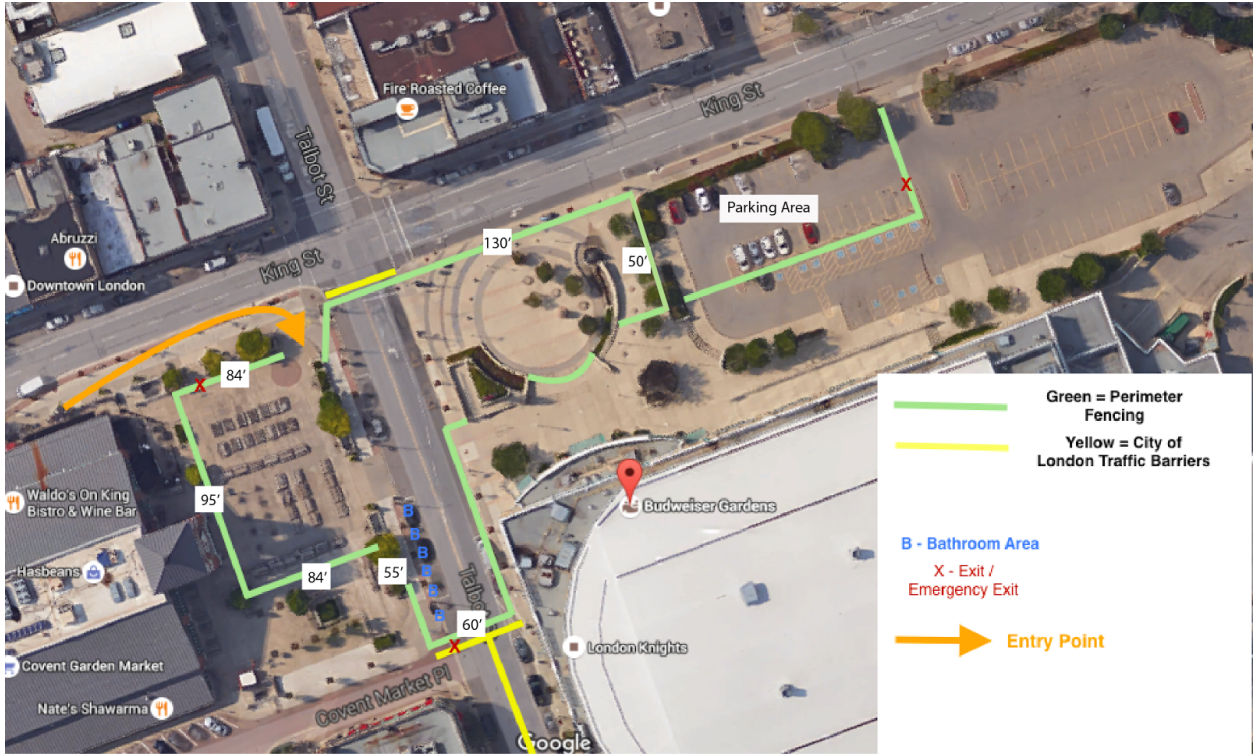 Fire Roasted Coffee
King St
Talbot St
Parking Area
X
Abruzzi
130'
King St
50'
Downtown London
84'
X
Green = Perimeter
Fencing
Yellow = City of
London Traffic Barriers
95'
Waldo's On King
Bistro & Wine Bar
Budweiser Gardens
B
B
B
B
B
B
B - Bathroom Area
X - Exit /
Emergency Exit
Hasbeans
84'
55'
Talbo
60'
X
Entry Point
London Knights
Covent Garden Market
Covent Market Pl
Nate's Shawarma
Google